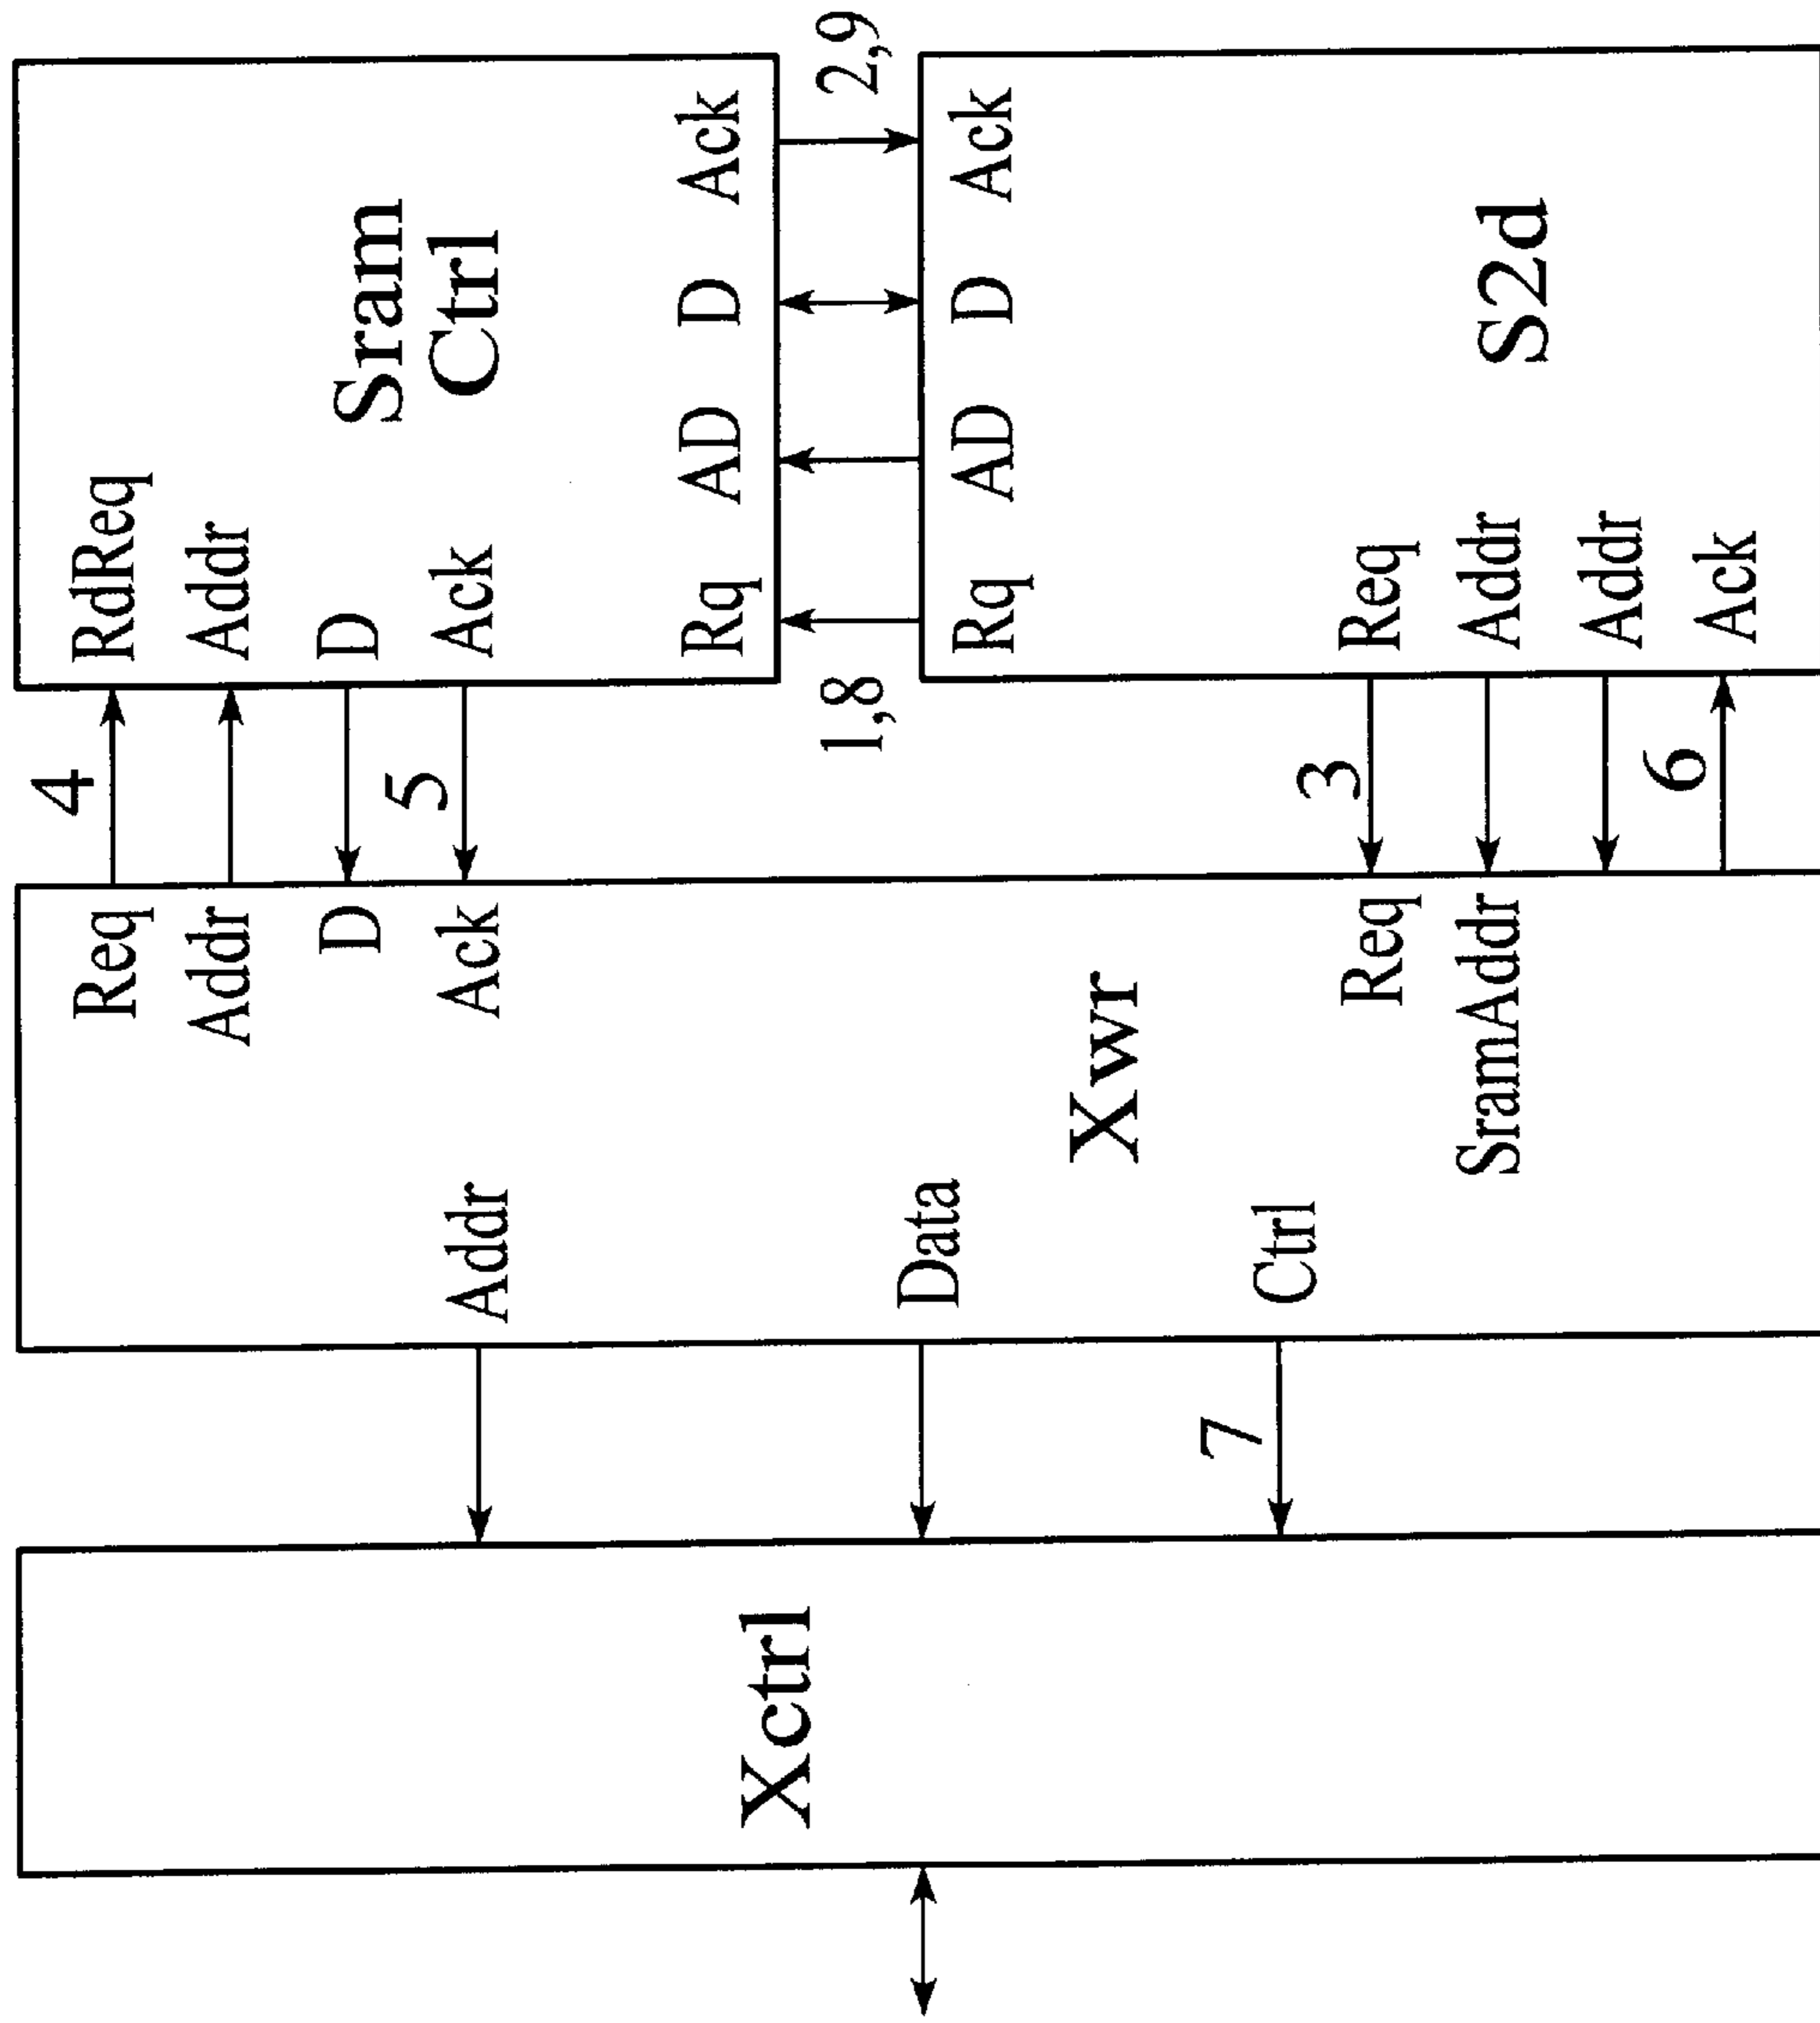 Xctrl
Addr
Data
7
Ctrl
Req
Addr
D
Ack
Xwr
Req
SramAddr
4
5
3
6
RdReq
Addr
D
Ack
Sram
Ctrl
Rq AD D Ack
1,8
2,9
Rq AD D Ack
Req
Addr
Addr
Ack
S2d